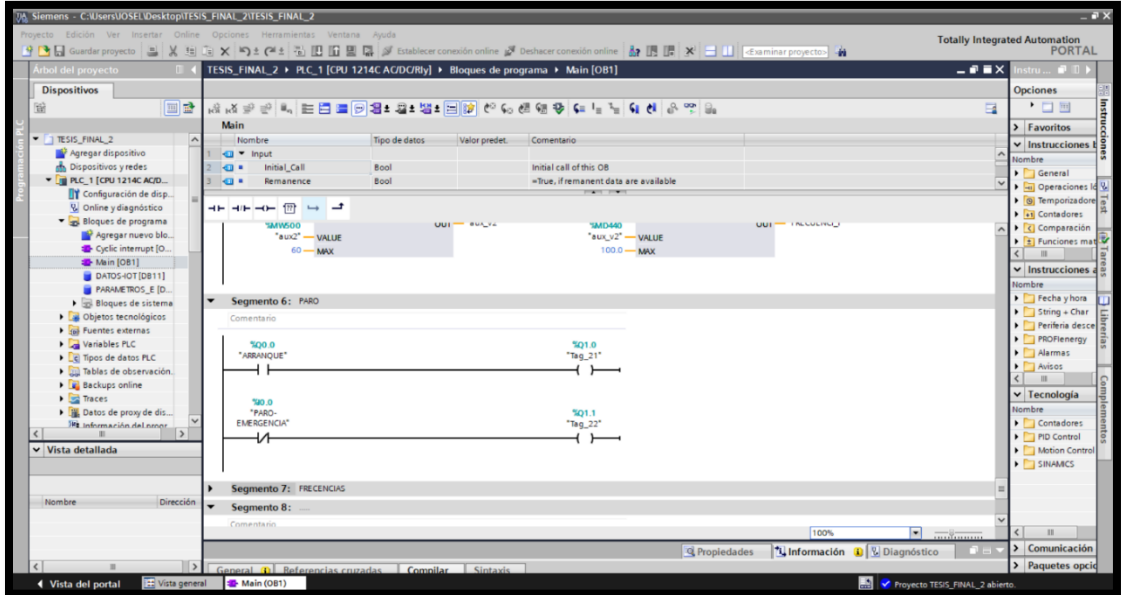 Siemens - C:\Users\JOSEL\Desktop\TESIS_FINAL_2\TESIS_FINAL_2
Proyecto Edición Ver Insertar Online Opciones Herramientas Ventana Ayuda
Guardar proyecto Establecer conexión online Deshacer conexión online <Examinar proyecto>
Totally Integrated Automation
PORTAL
Árbol del proyecto
TESIS_FINAL_2 PLC_1 [CPU 1214C AC/DC/Rly] Bloques de programa Main [OB1]
Instru...
Dispositivos
Opciones
Programación PLC
TESIS_FINAL_2
Agregar dispositivo
Dispositivos y redes
PLC_1 [CPU 1214C AC/D...
Configuración de disp...
Online y diagnóstico
Bloques de programa
Agregar nuevo blo...
Cyclic interrupt [O...
Main [OB1]
DATOS-IOT [DB11]
PARAMETROS_E [D...
Bloques de sistema
Objetos tecnológicos
Fuentes externas
Variables PLC
Tipos de datos PLC
Tablas de observación...
Backups online
Traces
Datos de proxy de dis...
Información del progr...
Vista detallada
Nombre Dirección
Main
Nombre Tipo de datos Valor predet. Comentario
1 Input
2 Initial_Call Bool Initial call of this OB
3 Remanence Bool =True, if remanent data are available
%MW500
"aux2" VALUE
60 MAX
OUT
%MD440
"aux_v2" VALUE
100.0 MAX
OUT
Segmento 6: PARO
Comentario
%Q0.0
"ARRANQUE"
%Q1.0
"Tag_21"
"PARO-
EMERGENCIA"
%Q1.1
"Tag_22"
Segmento 7: FRECENCIAS
Segmento 8: ....
Comentario
100%
Propiedades Información Diagnóstico
General Referencias cruzadas Compilar Sintaxis
Favoritos
Instrucciones
Nombre
General
Operaciones
Temporizadore
Contadores
Comparación
Funciones mat
Instrucciones
Nombre
Fecha y hora
String + Char
Periferia desce
PROFIenergy
Alarmas
Avisos
Tecnología
Nombre
Contadores
PID Control
Motion Control
SINAMICS
Comunicación
Paquetes opcio
Instrucciones
Test
Tareas
Librerías
Complementos
Vista del portal Vista general Main (OB1)
Proyecto TESIS_FINAL_2 abierto.